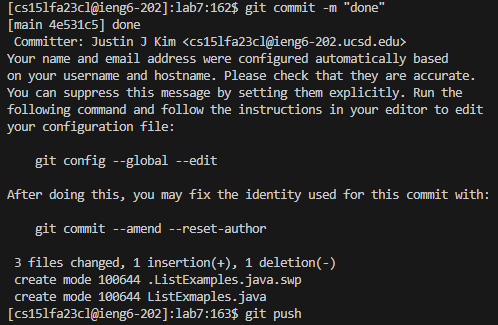 [cs15lfa23cl@ieng6-202]:lab7:162$ git commit -m "done"
[main 4e531c5] done
 Committer: Justin J Kim <cs15lfa23cl@ieng6-202.ucsd.edu>
Your name and email address were configured automatically based
on your username and hostname. Please check that they are accurate.
You can suppress this message by setting them explicitly. Run the
following command and follow the instructions in your editor to edit
your configuration file:

    git config --global --edit

After doing this, you may fix the identity used for this commit with:

    git commit --amend --reset-author

 3 files changed, 1 insertion(+), 1 deletion(-)
 create mode 100644 .ListExamples.java.swp
 create mode 100644 ListExmaples.java
[cs15lfa23cl@ieng6-202]:lab7:163$ git push